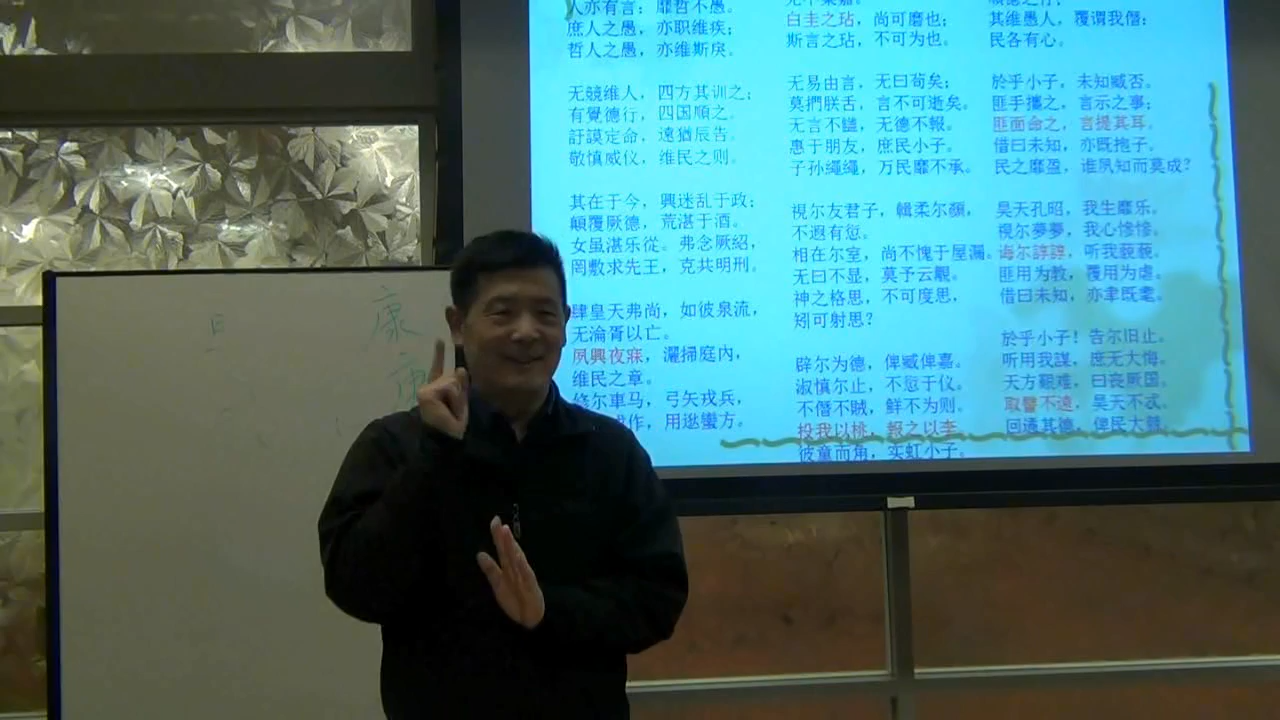 康
人亦有言；靡哲不愚。
庶人之愚，亦职维疾；
哲人之愚，亦维斯戾。
无競维人，四方其训之；
有覺德行，四国順之。
訏謨定命，遠猶辰告。
敬慎威仪，维民之则。
其在于今，興迷乱于政；
顛覆厥德，荒湛于酒。
女虽湛乐從。弗念厥紹，
罔敷求先王，克共明刑。
肆皇天弗尚，如彼泉流，
无淪胥以亡。
夙興夜寐，灑掃庭内，
维民之章。
修尔車马，弓矢戎兵，
作，用逖蠻方。
白圭之玷，尚可磨也；
斯言之玷，不可为也。
无易由言，无曰苟矣；
莫捫朕舌，言不可逝矣。
无言不讎，无德不報。
惠于朋友，庶民小子。
子孙繩繩，万民靡不承。
視尔友君子，輯柔尔顔，
不遐有愆。
相在尔室，尚不愧于屋漏。
无曰不显，莫予云覯。
神之格思，不可度思，
矧可射思？
辟尔为德，俾臧俾嘉。
淑慎尔止，不愆于仪。
不僭不賊，鲜不为则。
投我以桃，報之以李
彼童而角，实虹小子。
其维愚人，覆谓我僭；
民各有心。
於乎小子，未知臧否。
匪手攜之，言示之事；
匪面命之，言提其耳。
借曰未知，亦既抱子。
民之靡盈，谁夙知而莫成？
昊天孔昭，我生靡乐。
視尔夢夢，我心惨惨。
诲尔諄諄，听我藐藐。
匪用为教，覆用为虐。
借曰未知，亦聿既耄。
於乎小子！告尔旧止。
听用我謀，庶无大悔。
天方艱难，曰丧厥国。
取譬不遠，昊天不忒。
回遹其德，俾民大棘。